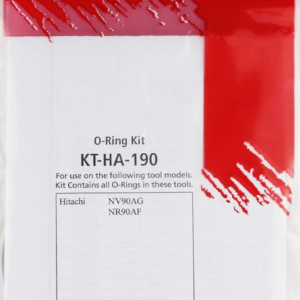 O-Ring Kit
KT-HA-190
For use on the following tool models.
Kit Contains all O-Rings in these tools.
Hitachi NV90AG
NR90AF